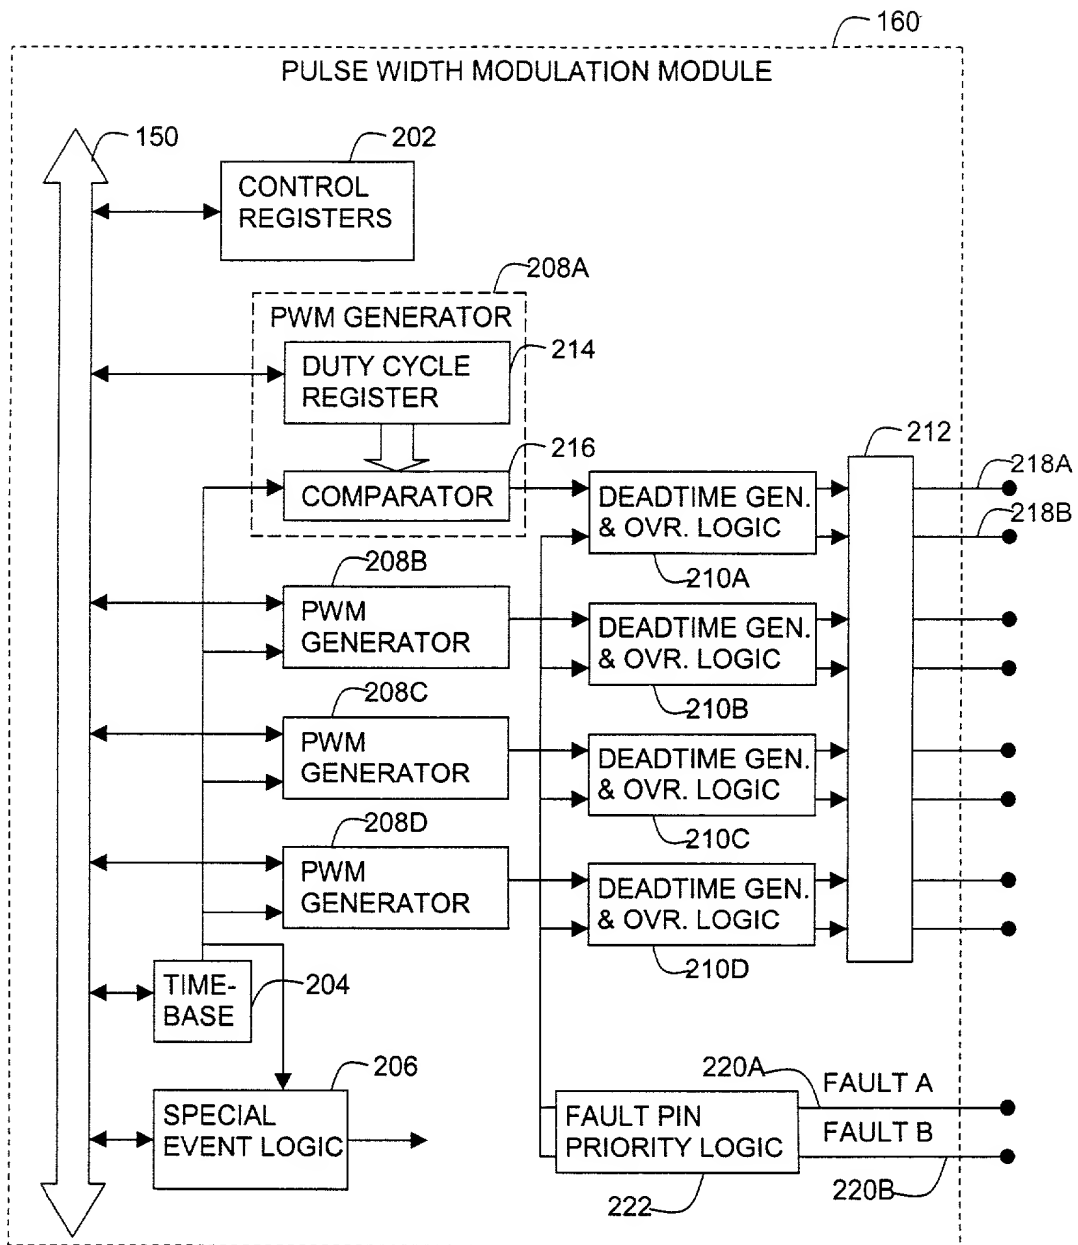 160
PULSE WIDTH MODULATION MODULE
150
202
CONTROL
REGISTERS
208A
PWM GENERATOR
214
DUTY CYCLE
REGISTER
216
COMPARATOR
212
218A
218B
DEADTIME GEN.
& OVR. LOGIC
210A
208B
PWM
GENERATOR
DEADTIME GEN.
& OVR. LOGIC
210B
208C
PWM
GENERATOR
DEADTIME GEN.
& OVR. LOGIC
210C
208D
PWM
GENERATOR
DEADTIME GEN.
& OVR. LOGIC
210D
TIME-
BASE
204
206
SPECIAL
EVENT LOGIC
220A
FAULT A
FAULT PIN
PRIORITY LOGIC
FAULT B
220B
222